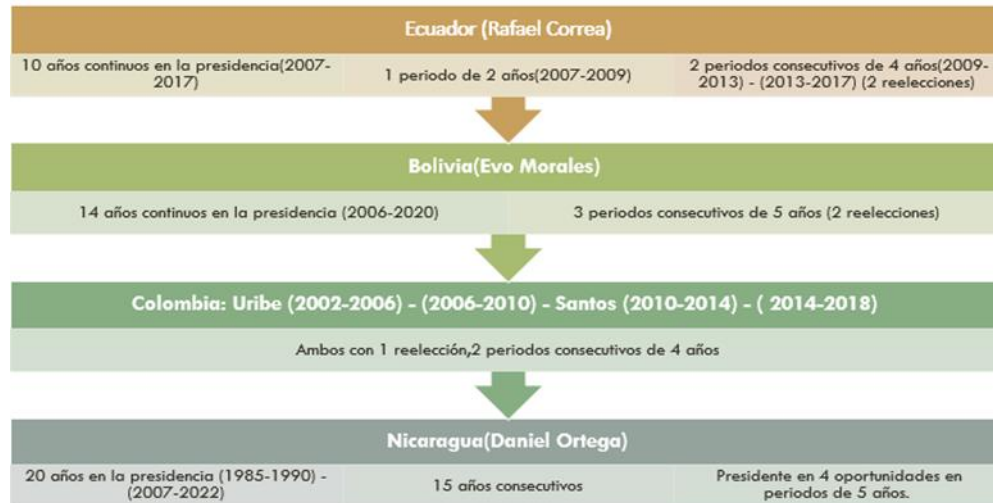 Ecuador (Rafael Correa)
10 años continuos en la presidencia(2007-
2017)
1 periodo de 2 años(2007-2009)
2 periodos consecutivos de 4 años(2009-
2013) - (2013-2017) (2 reelecciones)
Bolivia(Evo Morales)
14 años continuos en la presidencia (2006-2020)
3 periodos consecutivos de 5 años (2 reelecciones)
Colombia: Uribe (2002-2006) - (2006-2010) - Santos (2010-2014) - ( 2014-2018)
Ambos con 1 reelección,2 periodos consecutivos de 4 años
Nicaragua(Daniel Ortega)
20 años en la presidencia (1985-1990) -
(2007-2022)
15 años consecutivos
Presidente en 4 oportunidades en
periodos de 5 años.